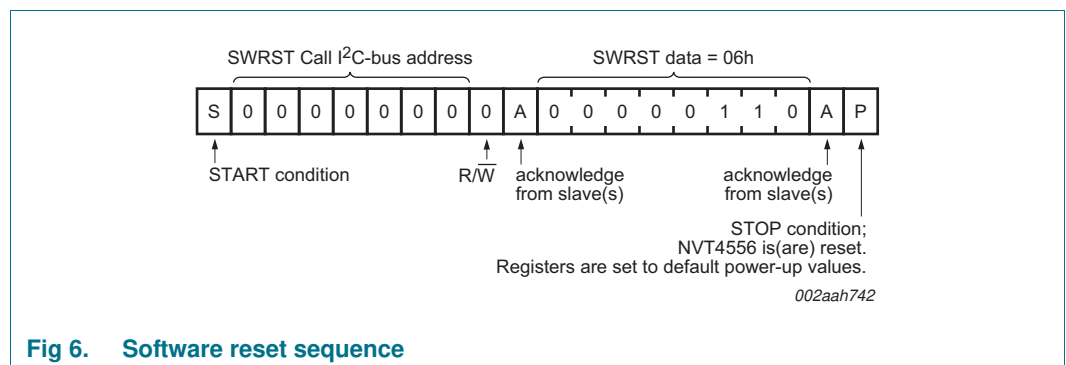 SWRST Call I2C-bus address
SWRST data = 06h
S 0 0 0 0 0 0 0 0 A 0 0 0 0 0 1 1 0 A P
START condition
R/W
acknowledge
from slave(s)
acknowledge
from slave(s)
STOP condition;
NVT4556 is(are) reset.
Registers are set to default power-up values.
002aah742
Fig 6. Software reset sequence